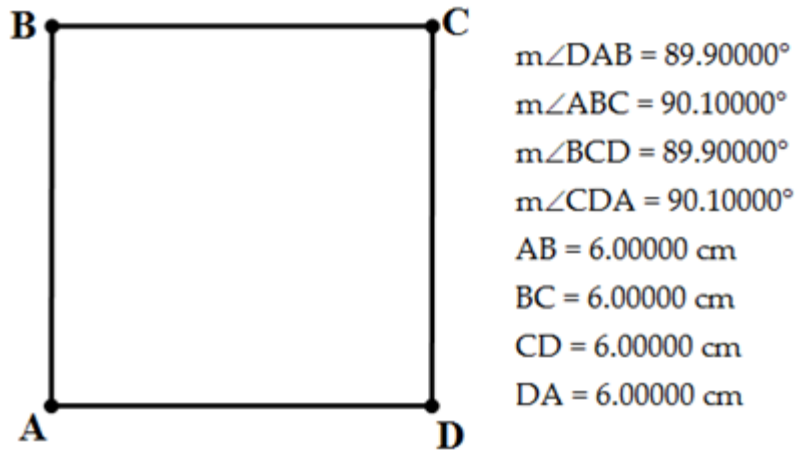 B
C
A
D
m∠DAB = 89.90000°
m∠ABC = 90.10000°
m∠BCD = 89.90000°
m∠CDA = 90.10000°
AB = 6.00000 cm
BC = 6.00000 cm
CD = 6.00000 cm
DA = 6.00000 cm